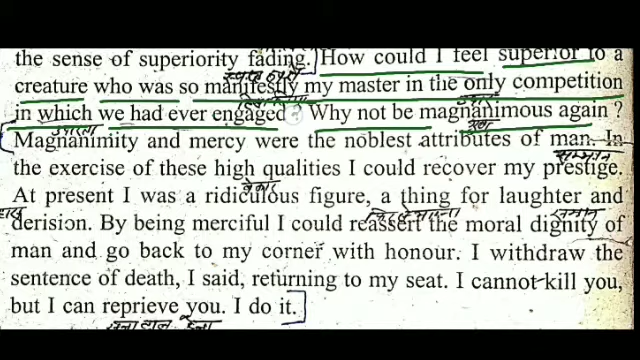 the sense of superiority fading. How could I feel superior to a
creature who was so manifestly my master in the only competition
in which we had ever engaged? Why not be magnanimous again ?
उदारता
Magnanimity and mercy were the noblest attributes of man. In
सम्मान
the exercise of these high qualities I could recover my prestige.
At present I was a ridiculous figure, a thing for laughter and
derision. By being merciful I could reassert the moral dignity of
man and go back to my corner with honour. I withdraw the
sentence of death, I said, returning to my seat. I cannot kill you,
but I can reprieve you. I do it.